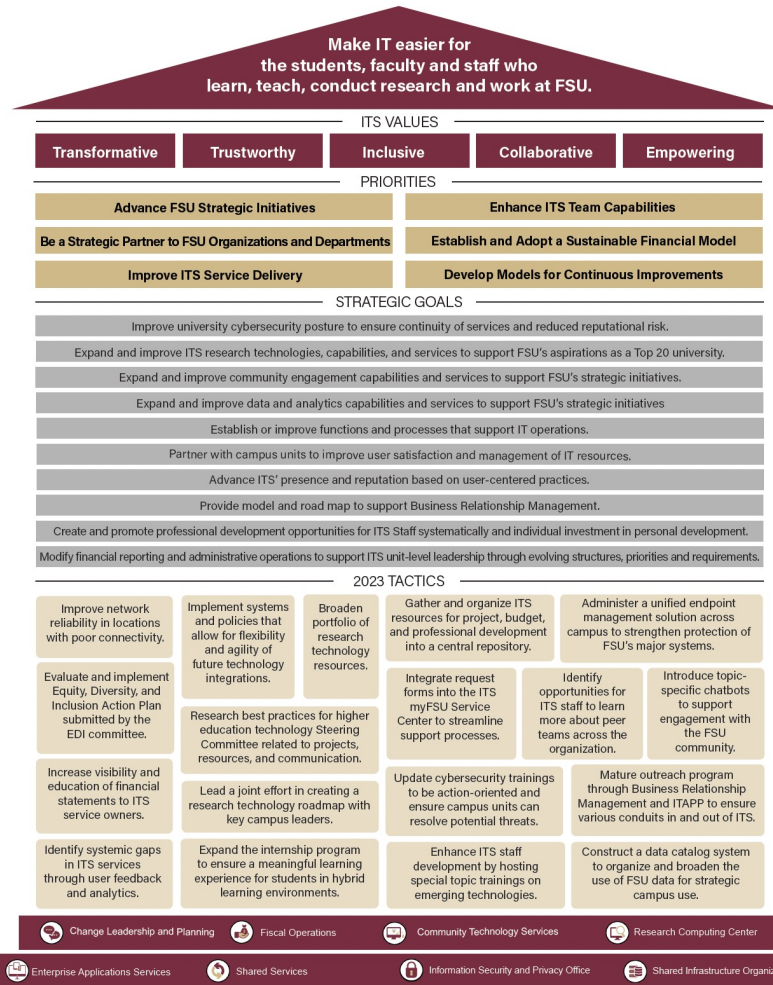 Make IT easier for
the students, faculty and staff who
learn, teach, conduct research and work at FSU.
ITS VALUES
Transformative
Trustworthy
Inclusive
Collaborative
Empowering
PRIORITIES
Advance FSU Strategic Initiatives
Enhance ITS Team Capabilities
Be a Strategic Partner to FSU Organizations and Departments
Establish and Adopt a Sustainable Financial Model
Improve ITS Service Delivery
Develop Models for Continuous Improvements
STRATEGIC GOALS
Improve university cybersecurity posture to ensure continuity of services and reduced reputational risk.
Expand and improve ITS research technologies, capabilities, and services to support FSU's aspirations as a Top 20 university.
Expand and improve community engagement capabilities and services to support FSU's strategic initiatives.
Expand and improve data and analytics capabilities and services to support FSU's strategic initiatives
Establish or improve functions and processes that support IT operations.
Partner with campus units to improve user satisfaction and management of IT resources.
Advance ITS' presence and reputation based on user-centered practices.
Provide model and road map to support Business Relationship Management.
Create and promote professional development opportunities for ITS Staff systematically and individual investment in personal development.
Modify financial reporting and administrative operations to support ITS unit-level leadership through evolving structures, priorities and requirements.
2023 TACTICS
Improve network
reliability in locations
with poor connectivity.
Implement systems
and policies that
allow for flexibility
and agility of
future technology
integrations.
Broaden
portfolio of
research
technology
resources.
Gather and organize ITS
resources for project, budget,
and professional development
into a central repository.
Administer a unified endpoint
management solution across
campus to strengthen protection of
FSU's major systems.
Evaluate and implement
Equity, Diversity, and
Inclusion Action Plan
submitted by the
EDI committee.
Integrate request
forms into the ITS
myFSU Service
Center to streamline
support processes.
Identify
opportunities for
ITS staff to learn
more about peer
teams across the
organization.
Introduce topic-
specific chatbots
to support
engagement with
the FSU
community.
Research best practices for higher
education technology Steering
Committee related to projects,
resources, and communication.
Increase visibility and
education of financial
statements to ITS
service owners.
Lead a joint effort in creating a
research technology roadmap with
key campus leaders.
Update cybersecurity trainings
to be action-oriented and
ensure campus units can
resolve potential threats.
Mature outreach program
through Business Relationship
Management and ITAPP to ensure
various conduits in and out of ITS.
Identify systemic gaps
in ITS services
through user feedback
and analytics.
Expand the internship program
to ensure a meaningful learning
experience for students in hybrid
learning environments.
Enhance ITS staff
development by hosting
special topic trainings on
emerging technologies.
Construct a data catalog system
to organize and broaden the
use of FSU data for strategic
campus use.
Change Leadership and Planning
Fiscal Operations
Community Technology Services
Research Computing Center
Enterprise Applications Services
Shared Services
Information Security and Privacy Office
Shared Infrastructure